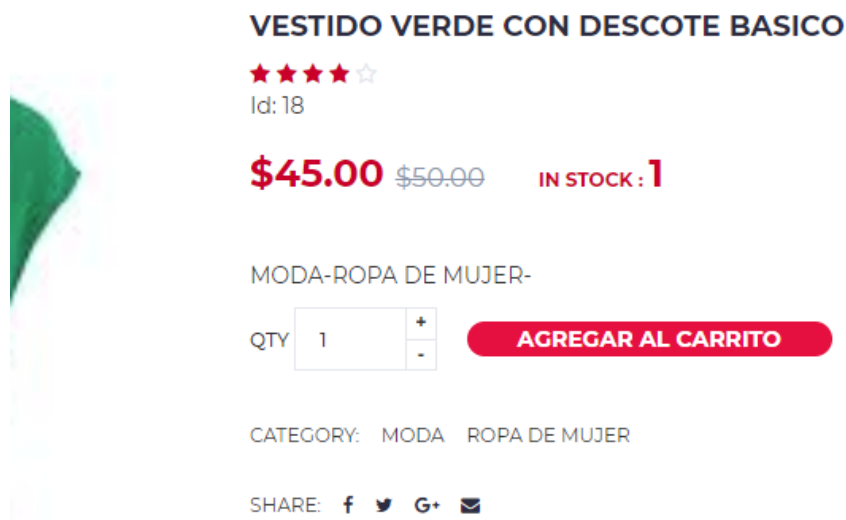 VESTIDO VERDE CON DESCOTE BASICO
Id: 18
$45.00 $50.00 IN STOCK : 1
MODA-ROPA DE MUJER-
QTY 1 + -
AGREGAR AL CARRITO
CATEGORY: MODA ROPA DE MUJER
SHARE: f G+